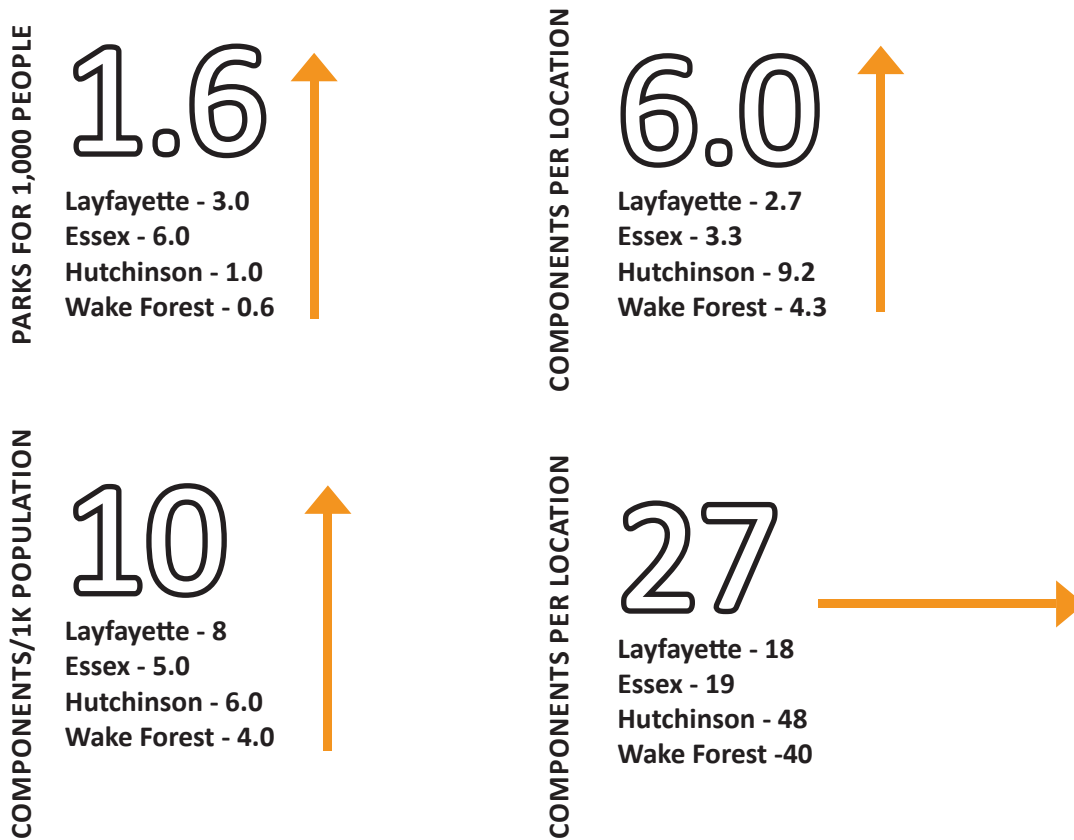 PARKS FOR 1,000 PEOPLE
1.6
Layfayette - 3.0
Essex - 6.0
Hutchinson - 1.0
Wake Forest - 0.6
COMPONENTS PER LOCATION
6.0
Layfayette - 2.7
Essex - 3.3
Hutchinson - 9.2
Wake Forest - 4.3
COMPONENTS/1K POPULATION
10
Layfayette - 8
Essex - 5.0
Hutchinson - 6.0
Wake Forest - 4.0
COMPONENTS PER LOCATION
27
Layfayette - 18
Essex - 19
Hutchinson - 48
Wake Forest -40